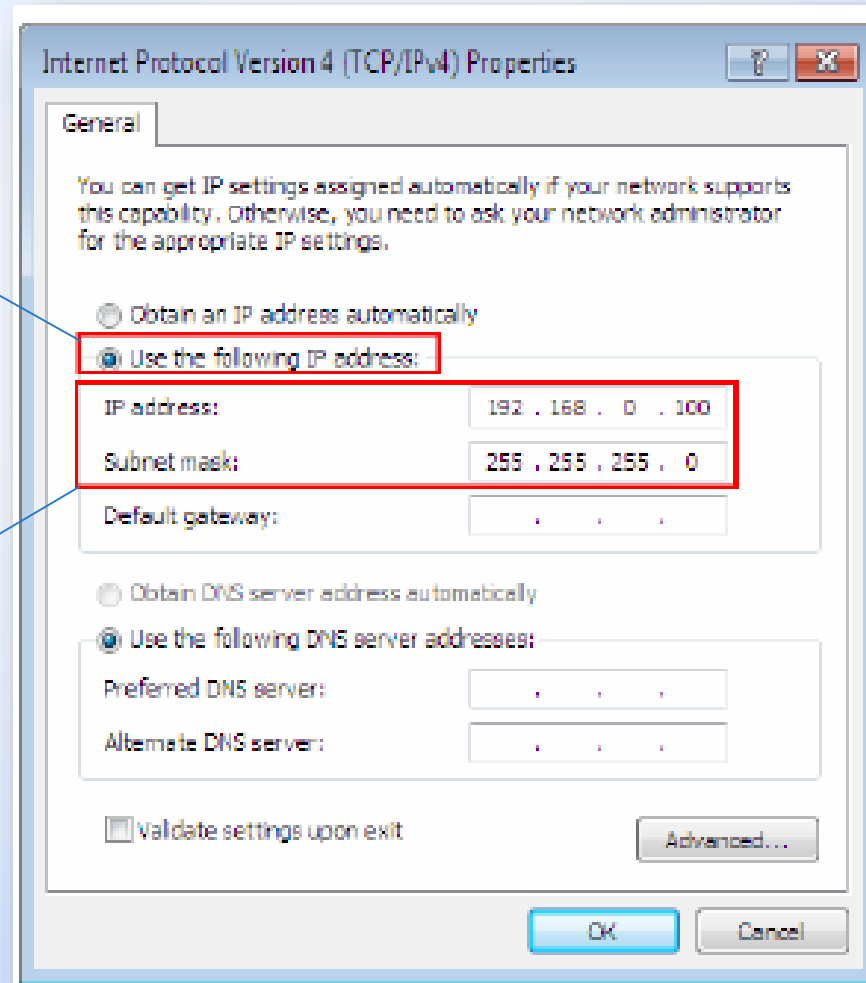 Internet Protocol Version 4 (TCP/IPv4) Properties
General
You can get IP settings assigned automatically if your network supports
this capability. Otherwise, you need to ask your network administrator
for the appropriate IP settings.
Obtain an IP address automatically
Use the following IP address:
IP address: 192 . 168 . 0 . 100
Subnet mask: 255 . 255 . 255 . 0
Default gateway: . . .
Obtain DNS server address automatically
Use the following DNS server addresses:
Preferred DNS server: . . .
Alternate DNS server: . . .
Validate settings upon exit
Advanced...
OK Cancel